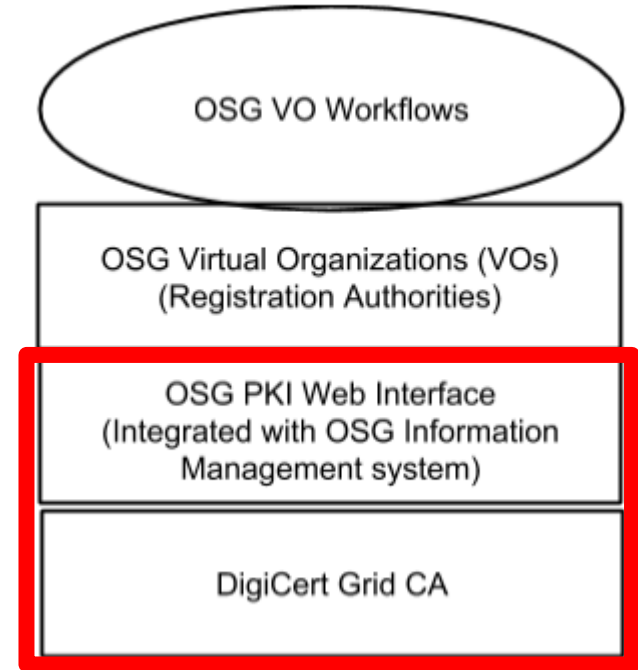 OSG VO Workflows
OSG Virtual Organizations (VOs)
(Registration Authorities)
OSG PKI Web Interface
(Integrated with OSG Information
Management system)
DigiCert Grid CA